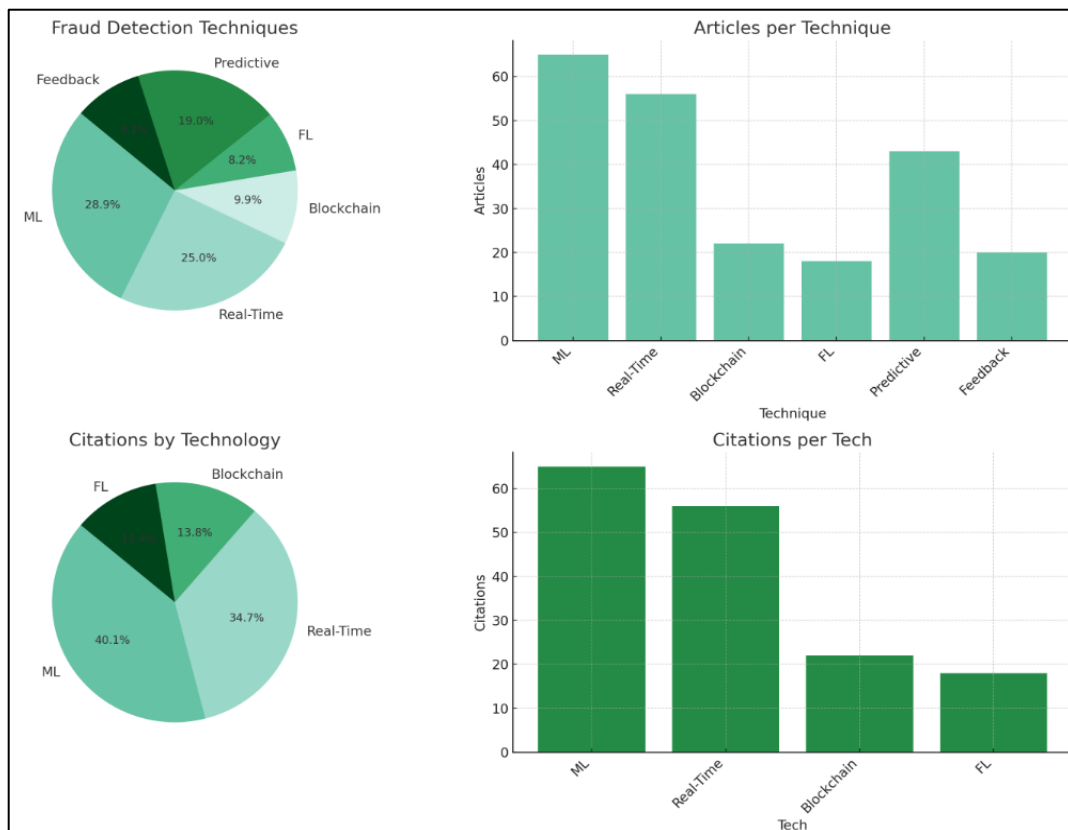 Fraud Detection Techniques
Predictive
Feedback
19.0%
FL
8.2%
ML
28.9%
9.9%
Blockchain
25.0%
Real-Time
Articles per Technique
Articles
60
50
40
30
20
10
0
ML
Real-Time
Blockchain
FL
Predictive
Feedback
Technique
Citations by Technology
Blockchain
FL
13.8%
34.7%
Real-Time
40.1%
ML
Citations per Tech
Citations
60
50
40
30
20
10
0
ML
Real-Time
Blockchain
FL
Tech